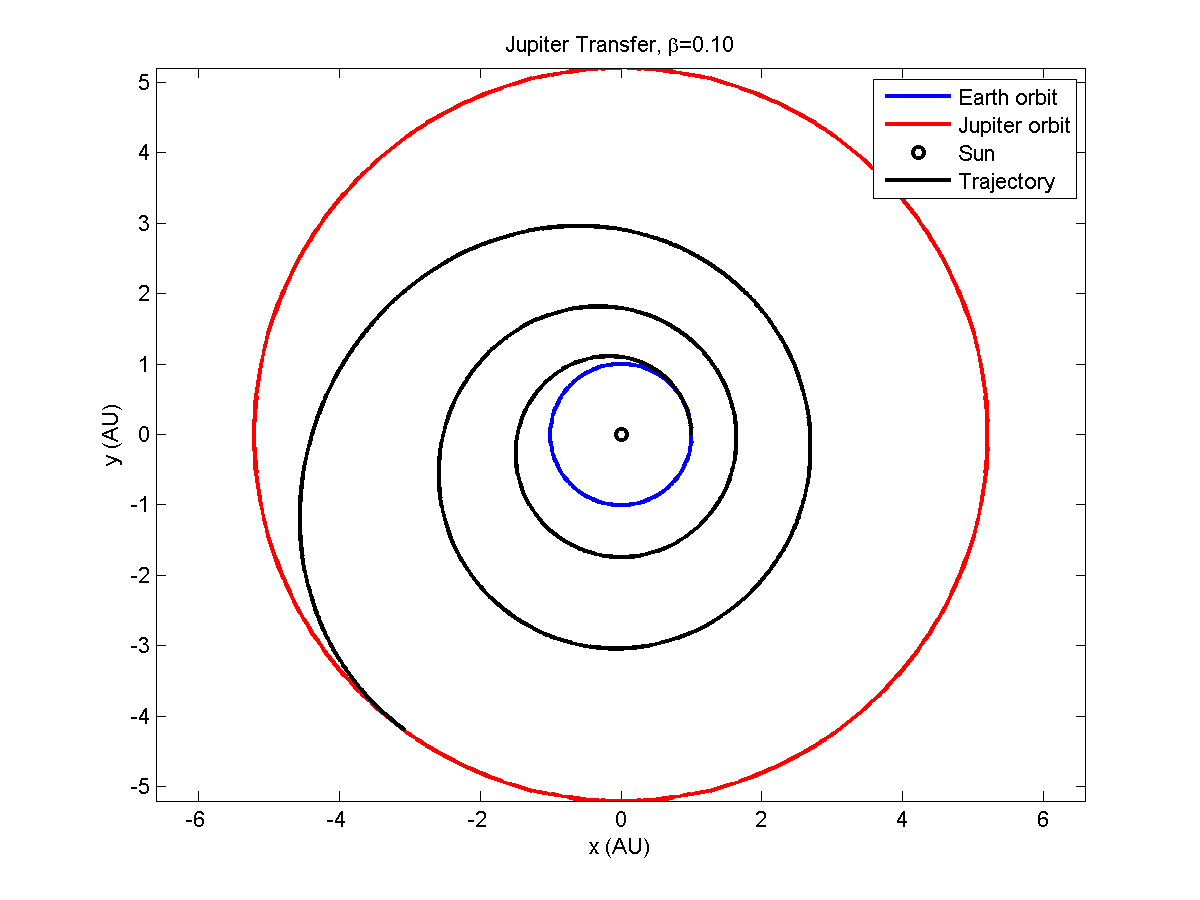 Jupiter Transfer, β=0.10
Earth orbit
Jupiter orbit
Sun
Trajectory
y (AU)
5
4
3
2
1
0
-1
-2
-3
-4
-5
-6 -4 -2 0 2 4 6
x (AU)